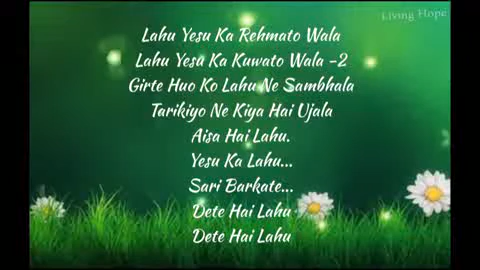 Living Hope
Lahu Yesu Ka Rehmato Wala
Lahu Yesu Ka Kuwato Wala -2
Girte Huo Ko Lahu Ne Sambhala
Tarikiyo Ne Kiya Hai Ujala
Aisa Hai Lahu.
Yesu Ka Lahu...
Sari Barkate...
Dete Hai Lahu
Dete Hai Lahu